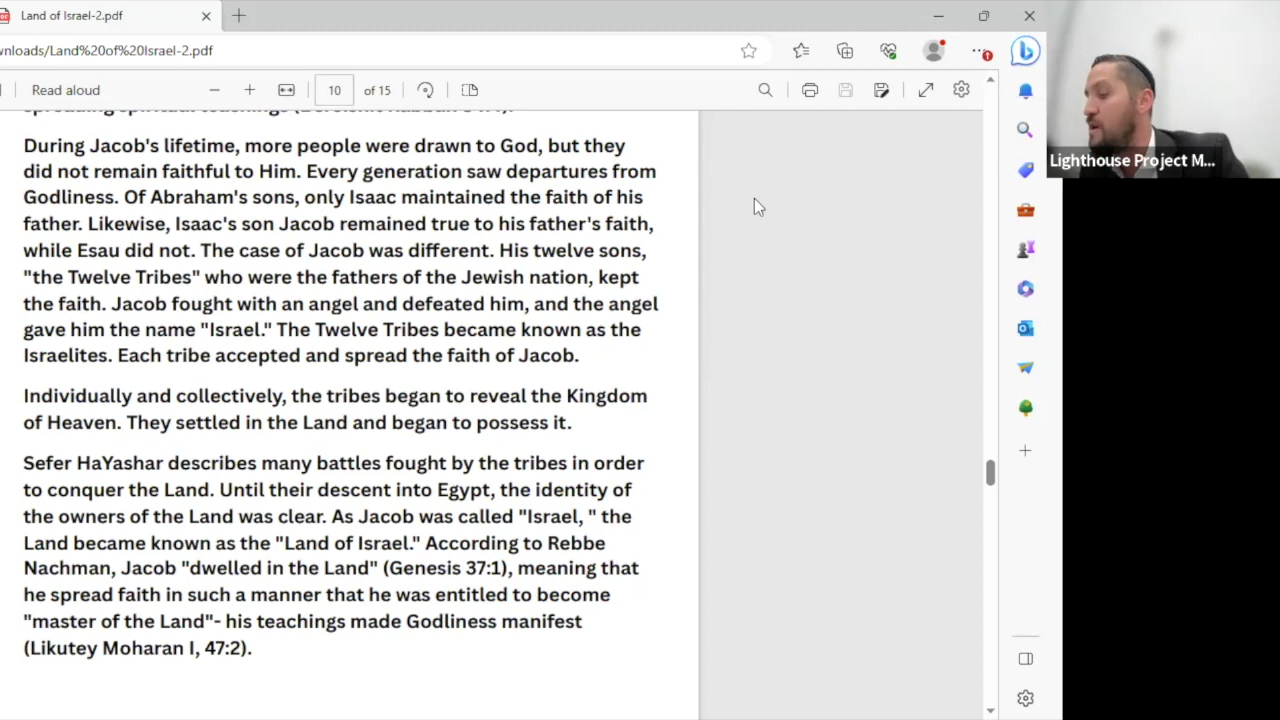 Land of Israel-2.pdf
wnloads/Land%20of%20Israel-2.pdf
Read aloud
10 of 15
During Jacob's lifetime, more people were drawn to God, but they
did not remain faithful to Him. Every generation saw departures from
Godliness. Of Abraham's sons, only Isaac maintained the faith of his
father. Likewise, Isaac's son Jacob remained true to his father's faith,
while Esau did not. The case of Jacob was different. His twelve sons,
"the Twelve Tribes" who were the fathers of the Jewish nation, kept
the faith. Jacob fought with an angel and defeated him, and the angel
gave him the name "Israel." The Twelve Tribes became known as the
Israelites. Each tribe accepted and spread the faith of Jacob.
Individually and collectively, the tribes began to reveal the Kingdom
of Heaven. They settled in the Land and began to possess it.
Sefer HaYashar describes many battles fought by the tribes in order
to conquer the Land. Until their descent into Egypt, the identity of
the owners of the Land was clear. As Jacob was called "Israel, " the
Land became known as the "Land of Israel." According to Rebbe
Nachman, Jacob "dwelled in the Land" (Genesis 37:1), meaning that
he spread faith in such a manner that he was entitled to become
"master of the Land"- his teachings made Godliness manifest
(Likutey Moharan I, 47:2).
Lighthouse Project M...